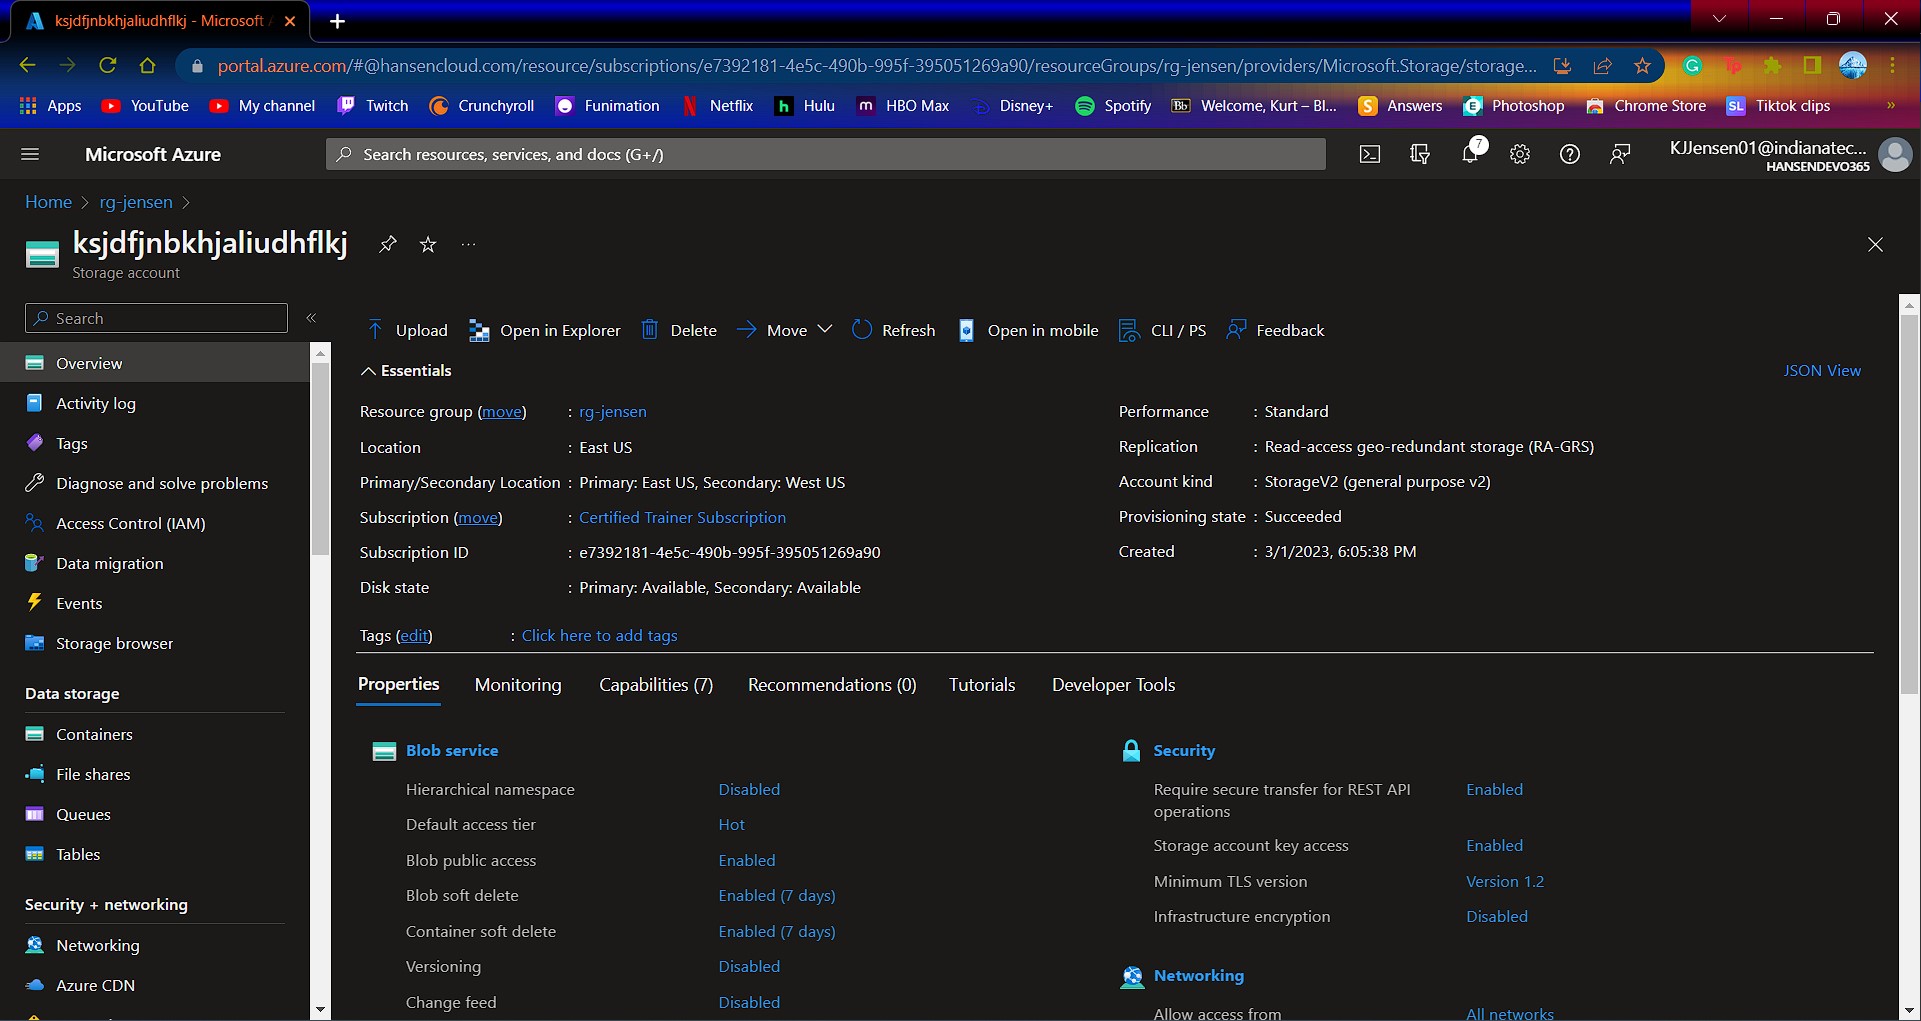 ksjdfjnbkhjaliudhflkj - Microsoft
portal.azure.com/#@hansencloud.com/resource/subscriptions/e7392181-4e5c-490b-995f-395051269a90/resourceGroups/rg-jensen/providers/Microsoft.Storage/storage...
Apps YouTube My channel Twitch Crunchyroll Funimation Netflix Hulu HBO Max Disney+ Spotify Welcome, Kurt – Bl... Answers Photoshop Chrome Store Tiktok clips »
Microsoft Azure
Search resources, services, and docs (G+/)
7
KJJensen01@indianatec...
HANSENDEVO365
Home > rg-jensen >
ksjdfjnbkhjaliudhflkj
Storage account
Search
Overview
Activity log
Tags
Diagnose and solve problems
Access Control (IAM)
Data migration
Events
Storage browser
Data storage
Containers
File shares
Queues
Tables
Security + networking
Networking
Azure CDN
Upload Open in Explorer Delete Move Refresh Open in mobile CLI / PS Feedback
Essentials
JSON View
Resource group (move) : rg-jensen
Location : East US
Primary/Secondary Location : Primary: East US, Secondary: West US
Subscription (move) : Certified Trainer Subscription
Subscription ID : e7392181-4e5c-490b-995f-395051269a90
Disk state : Primary: Available, Secondary: Available
Performance : Standard
Replication : Read-access geo-redundant storage (RA-GRS)
Account kind : StorageV2 (general purpose v2)
Provisioning state : Succeeded
Created : 3/1/2023, 6:05:38 PM
Tags (edit) : Click here to add tags
Properties Monitoring Capabilities (7) Recommendations (0) Tutorials Developer Tools
Blob service
Hierarchical namespace Disabled
Default access tier Hot
Blob public access Enabled
Blob soft delete Enabled (7 days)
Container soft delete Enabled (7 days)
Versioning Disabled
Change feed Disabled
Security
Require secure transfer for REST API Enabled
operations
Storage account key access Enabled
Minimum TLS version Version 1.2
Infrastructure encryption Disabled
Networking
Allow access from All networks